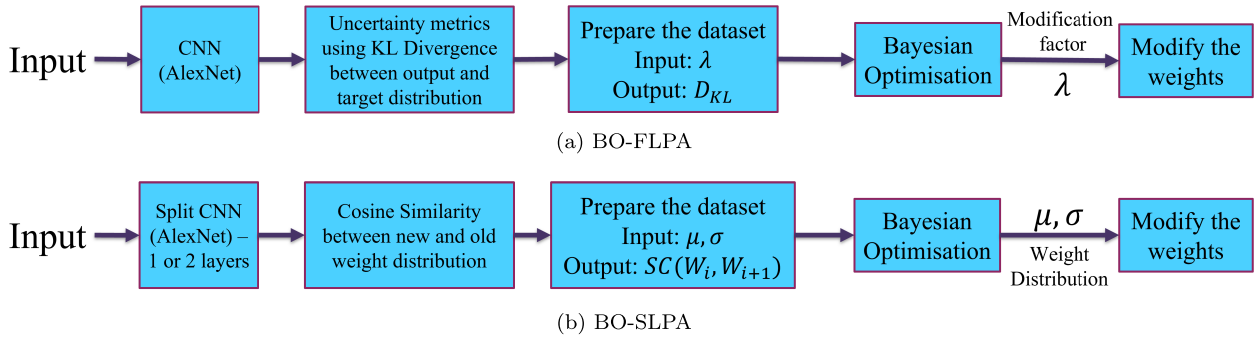 Input
CNN
(AlexNet)
Uncertainty metrics
using KL Divergence
between output and
target distribution
Prepare the dataset
Input: λ
Output: D_{KL}
Bayesian
Optimisation
Modification
factor
λ
Modify the
weights
(a) BO-FLPA
Input
Split CNN
(AlexNet) –
1 or 2 layers
Cosine Similarity
between new and old
weight distribution
Prepare the dataset
Input: μ, σ
Output: SC(W_i, W_{i+1})
Bayesian
Optimisation
μ, σ
Weight
Distribution
Modify the
weights
(b) BO-SLPA